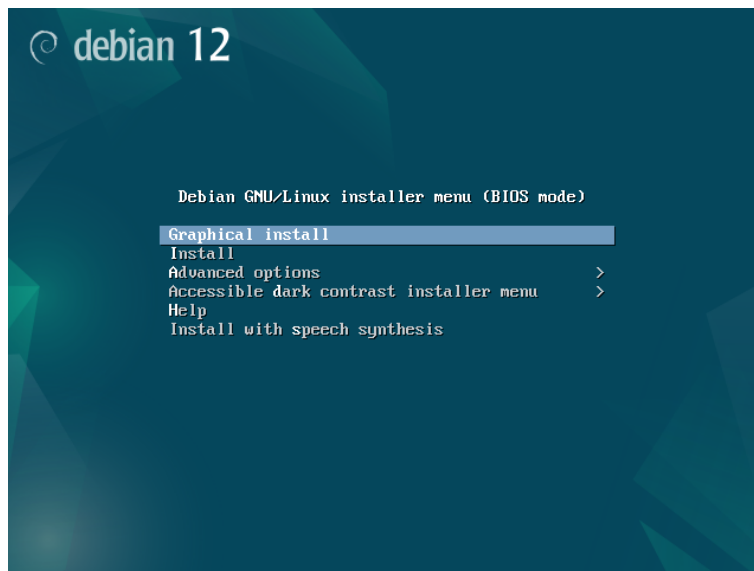 debian 12
Debian GNU/Linux installer menu (BIOS mode)
Graphical install
Install
Advanced options >
Accessible dark contrast installer menu >
Help
Install with speech synthesis